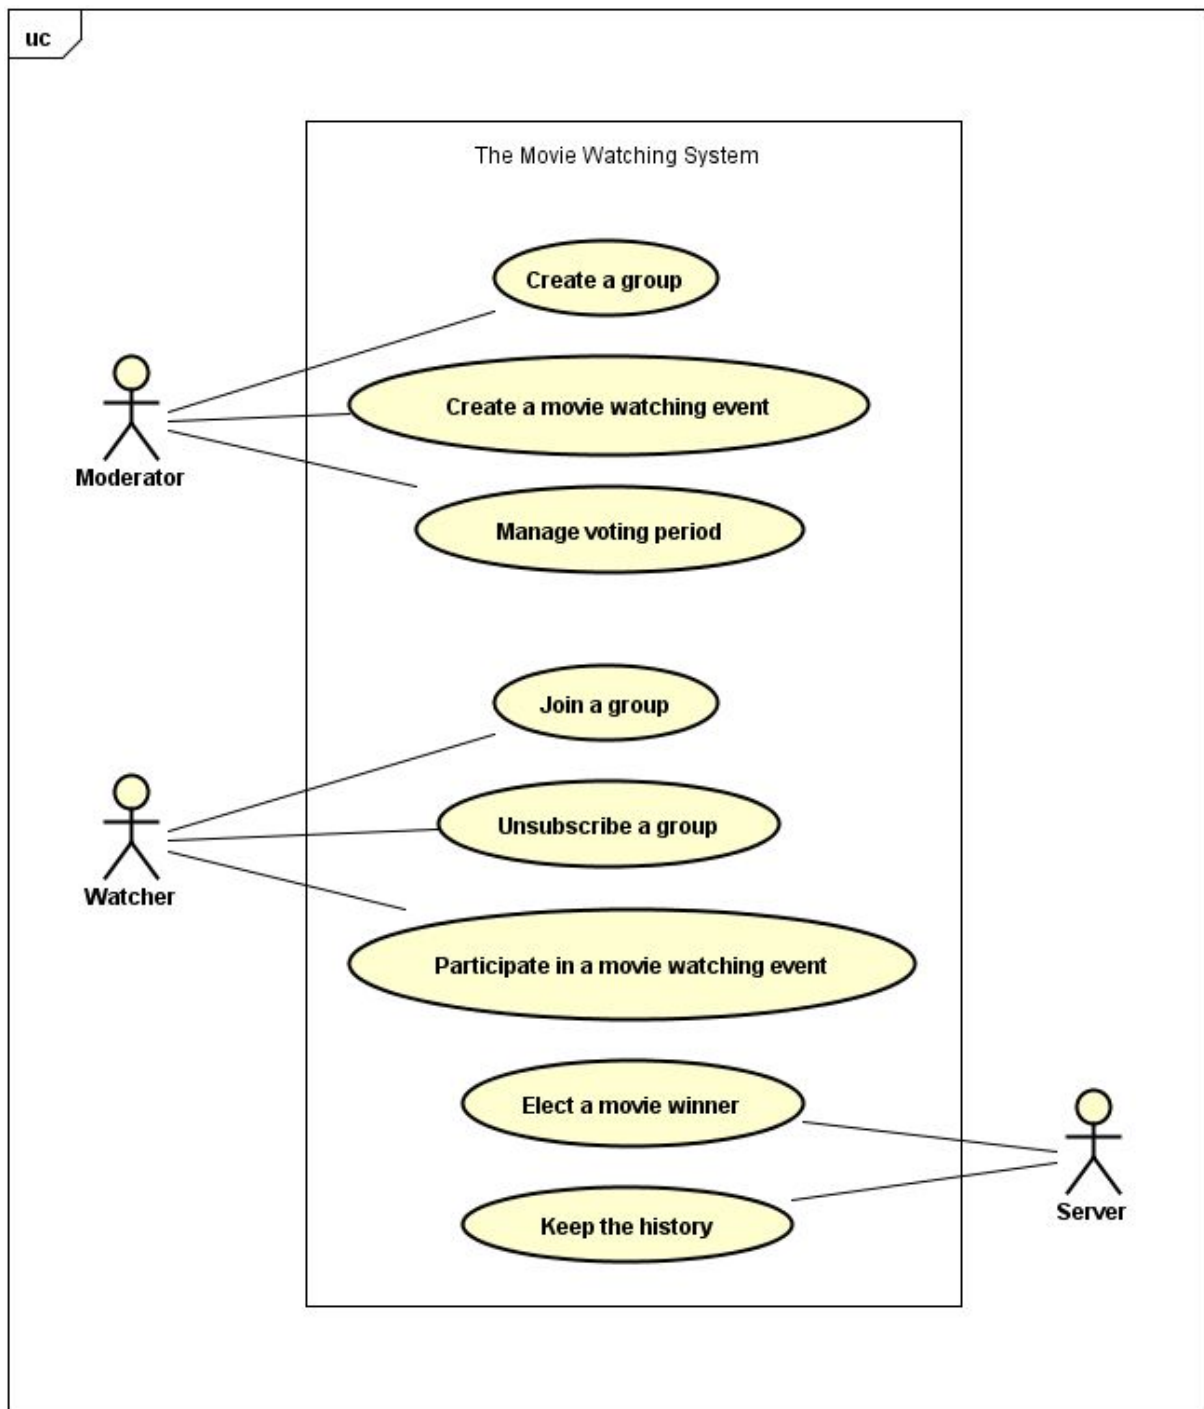 uc
The Movie Watching System
Create a group
Create a movie watching event
Moderator
Manage voting period
Join a group
Unsubscribe a group
Watcher
Participate in a movie watching event
Elect a movie winner
Server
Keep the history